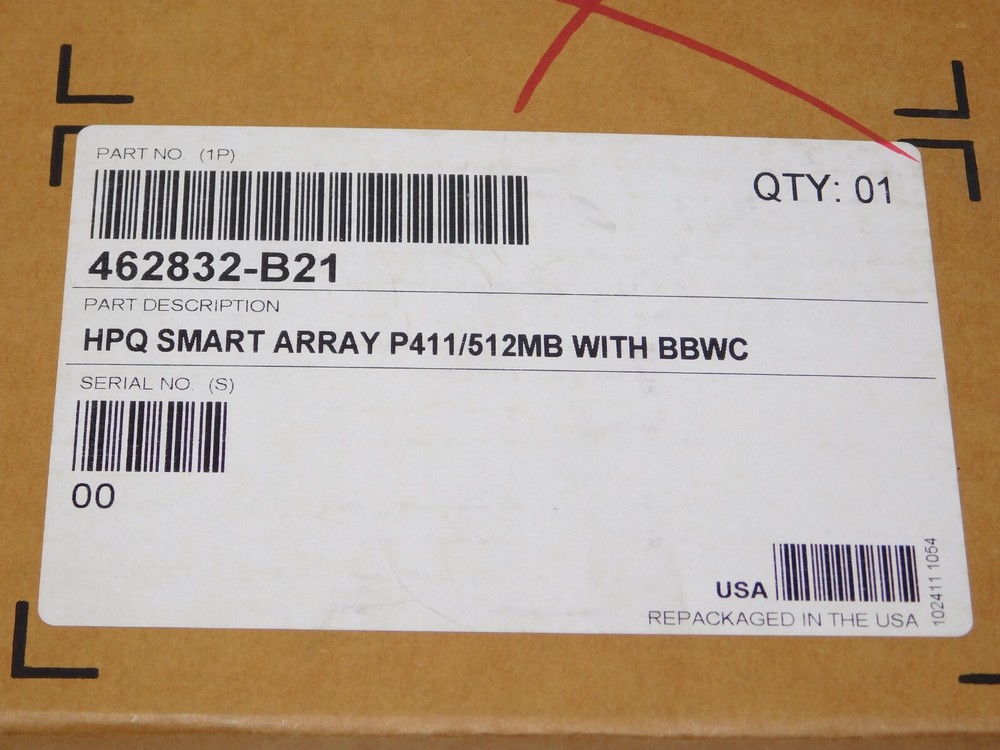 PART NO. (1P)
QTY: 01
462832-B21
PART DESCRIPTION
HPQ SMART ARRAY P411/512MB WITH BBWC
SERIAL NO. (S)
00
USA
102411 1054
REPACKAGED IN THE USA